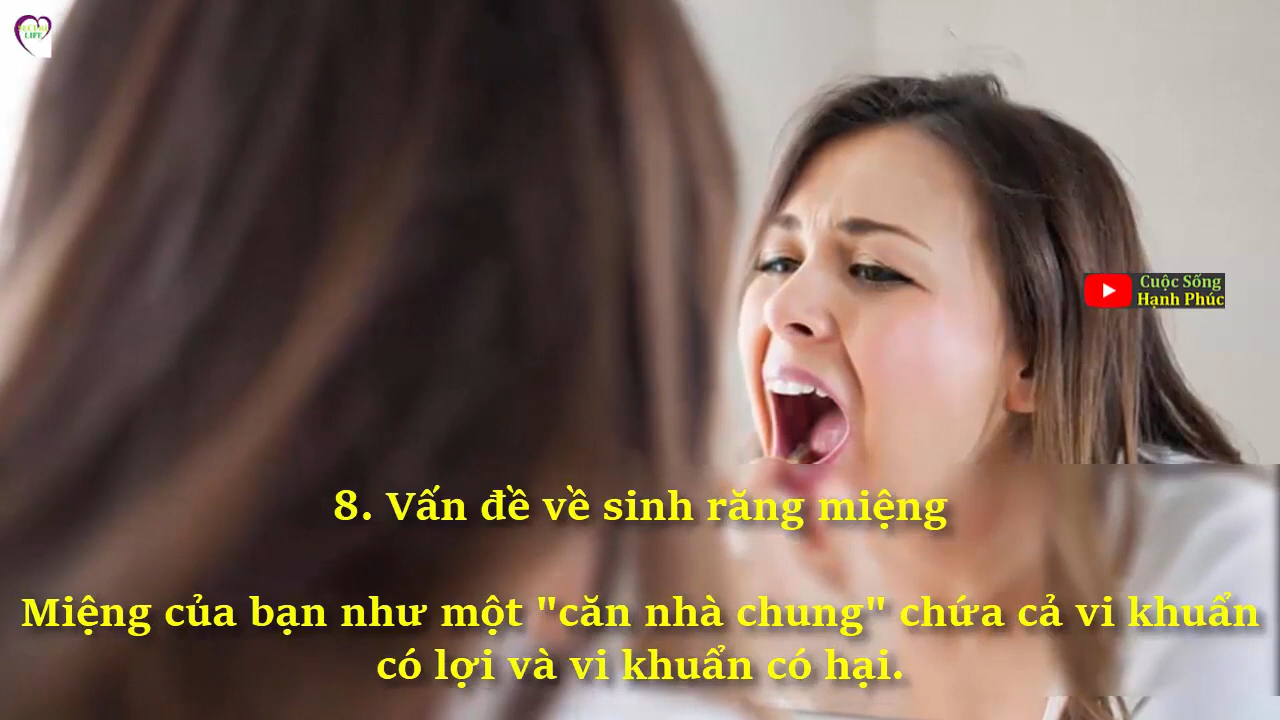 LIFE
Cuộc Sống
Hạnh Phúc
8. Vấn đề về sinh răng miệng
Miệng của bạn như một "căn nhà chung" chứa cả vi khuẩn
có lợi và vi khuẩn có hại.